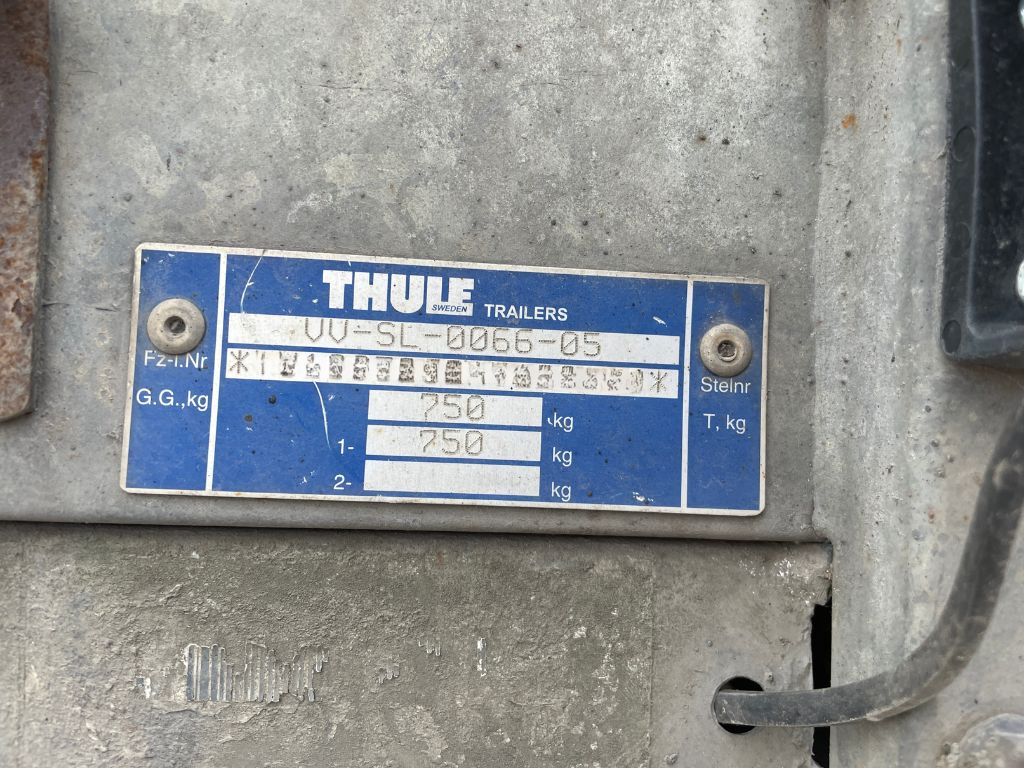 THULE
SWEDEN
TRAILERS
VV-SL-0066-05
Fz-I.Nr
Stelnr
G.G.,kg
750 kg
T, kg
1- 750 kg
2- kg